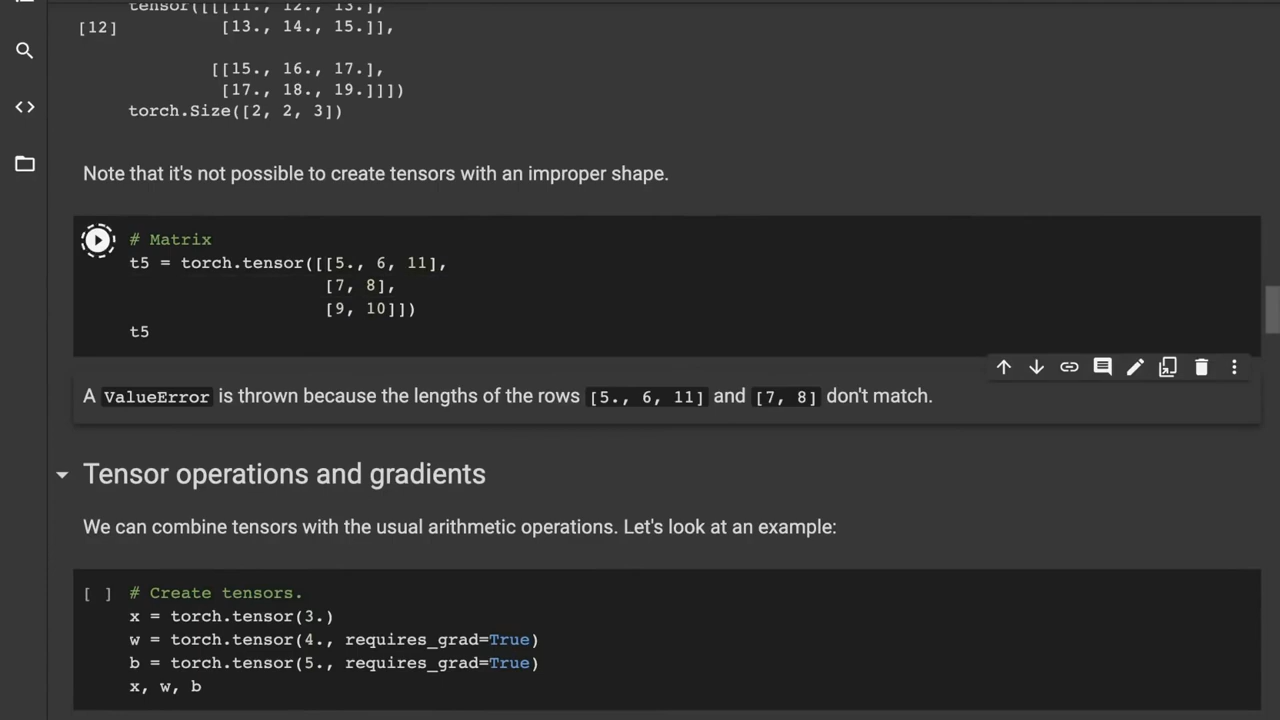 tensor([[[11., 12., 13.],
[12]
[13., 14., 15.]],
[[15., 16., 17.],
[17., 18., 19.]]])
torch.Size([2, 2, 3])
Note that it's not possible to create tensors with an improper shape.
# Matrix
t5 = torch.tensor([[5., 6, 11],
[7, 8],
[9, 10]])
t5
A ValueError is thrown because the lengths of the rows [5., 6, 11] and [7, 8] don't match.
Tensor operations and gradients
We can combine tensors with the usual arithmetic operations. Let's look at an example:
[ ] # Create tensors.
x = torch.tensor(3.)
w = torch.tensor(4., requires_grad=True)
b = torch.tensor(5., requires_grad=True)
x, w, b